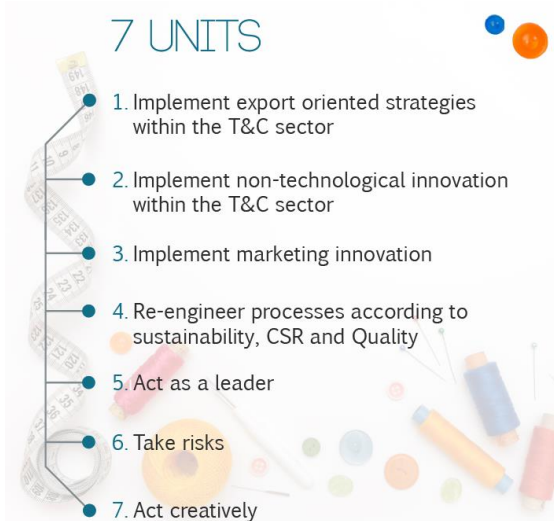 7 UNITS
1. Implement export oriented strategies
within the T&C sector
2. Implement non-technological innovation
within the T&C sector
3. Implement marketing innovation
4. Re-engineer processes according to
sustainability, CSR and Quality
5. Act as a leader
6. Take risks
7. Act creatively